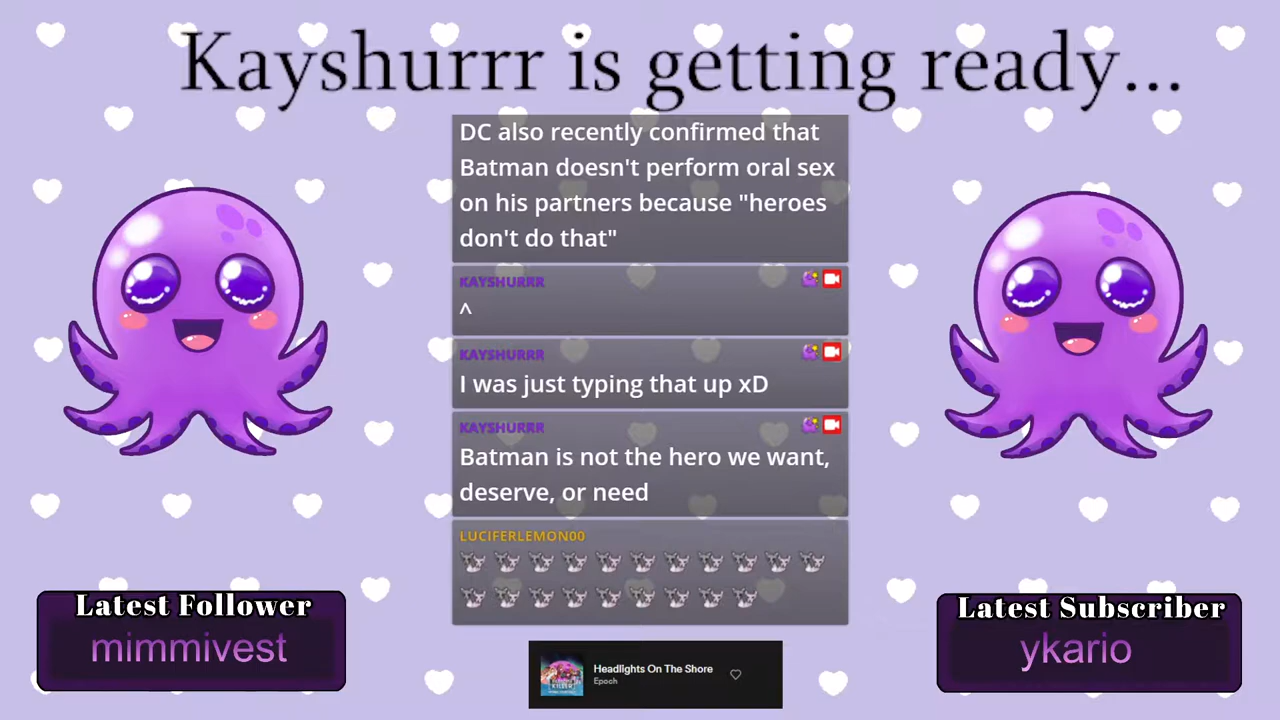 Kayshurrr is getting ready...
DC also recently confirmed that
Batman doesn't perform oral sex
on his partners because "heroes
don't do that"
KAYSHURRR
^
KAYSHURRR
I was just typing that up xD
KAYSHURRR
Batman is not the hero we want,
deserve, or need
LUCIFERLEMON00
Latest Follower
mimmivest
Headlights On The Shore
Epoch
Latest Subscriber
ykario